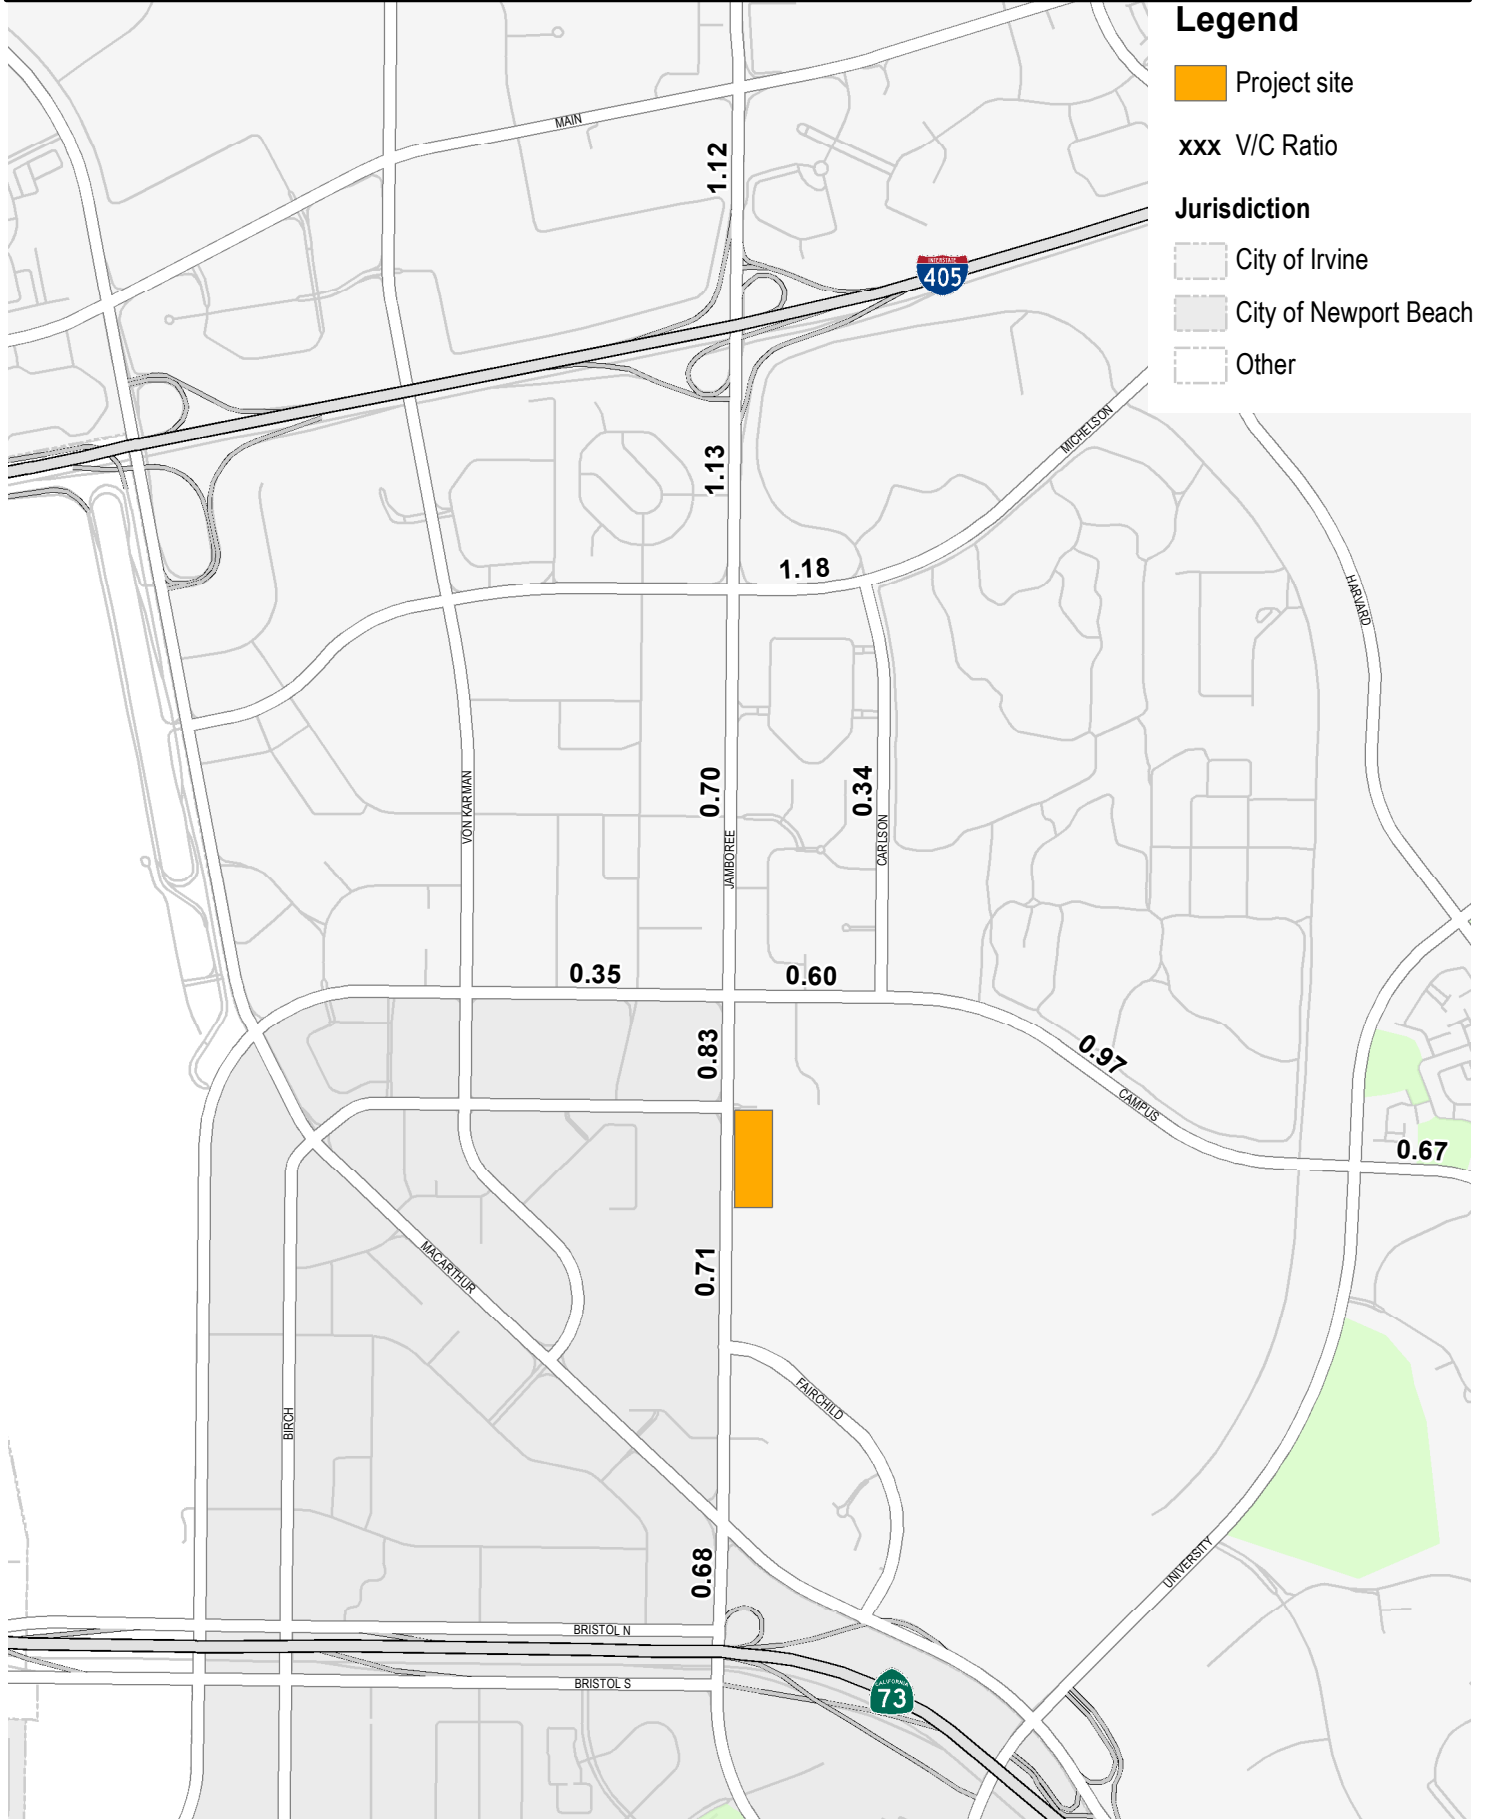 Legend
Project site
xxx V/C Ratio
Jurisdiction
City of Irvine
City of Newport Beach
Other
MAIN
1.12
INTERSTATE
405
MICHELSON
1.13
1.18
HARVARD
VON KARMAN
0.70
0.34
JAMBOREE
CARLSON
0.35
0.60
0.83
0.97
CAMPUS
0.67
0.71
MACARTHUR
FAIRCHILD
BIRCH
0.68
UNIVERSITY
BRISTOL N
BRISTOL S
CALIFORNIA
73